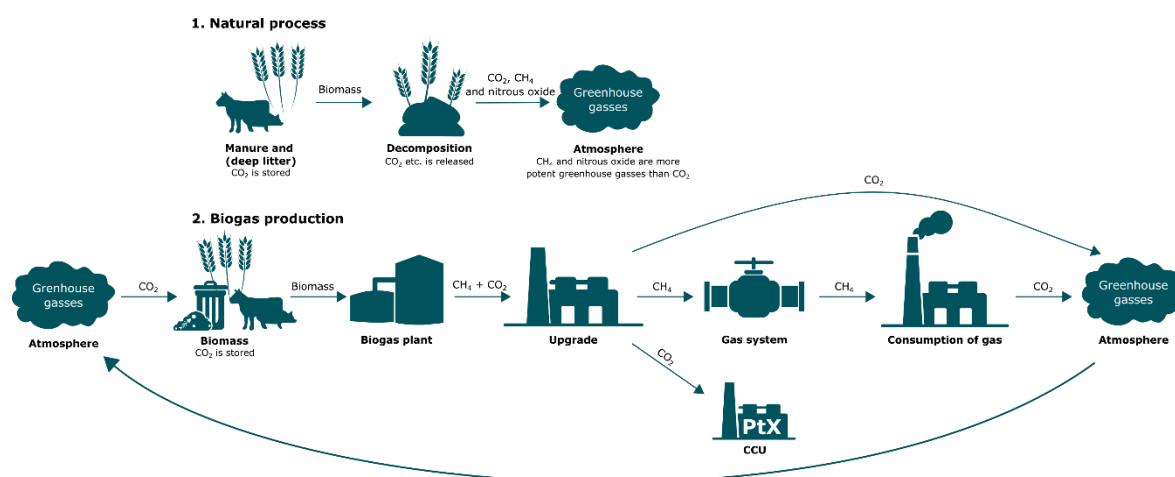 1. Natural process
Biomass
CO₂, CH₄
and nitrous oxide
Greenhouse
gasses
Manure and
(deep litter)
CO₂ is stored
Decomposition
CO₂ etc. is released
Atmosphere
CH₄ and nitrous oxide are more
potent greenhouse gasses than CO₂
CO₂
2. Biogas production
Grenhouse
gasses
CO₂
Biomass
CH₄ + CO₂
CH₄
CH₄
CO₂
Greenhouse
gasses
Atmosphere
Biomass
CO₂ is stored
Biogas plant
Upgrade
Gas system
Consumption of gas
Atmosphere
CO₂
PtX
CCU